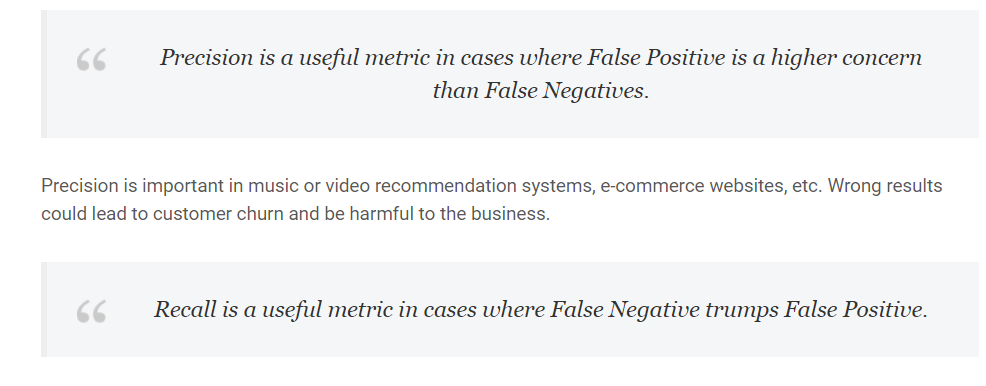 “
Precision is a useful metric in cases where False Positive is a higher concern
than False Negatives.
Precision is important in music or video recommendation systems, e-commerce websites, etc. Wrong results
could lead to customer churn and be harmful to the business.
“
Recall is a useful metric in cases where False Negative trumps False Positive.